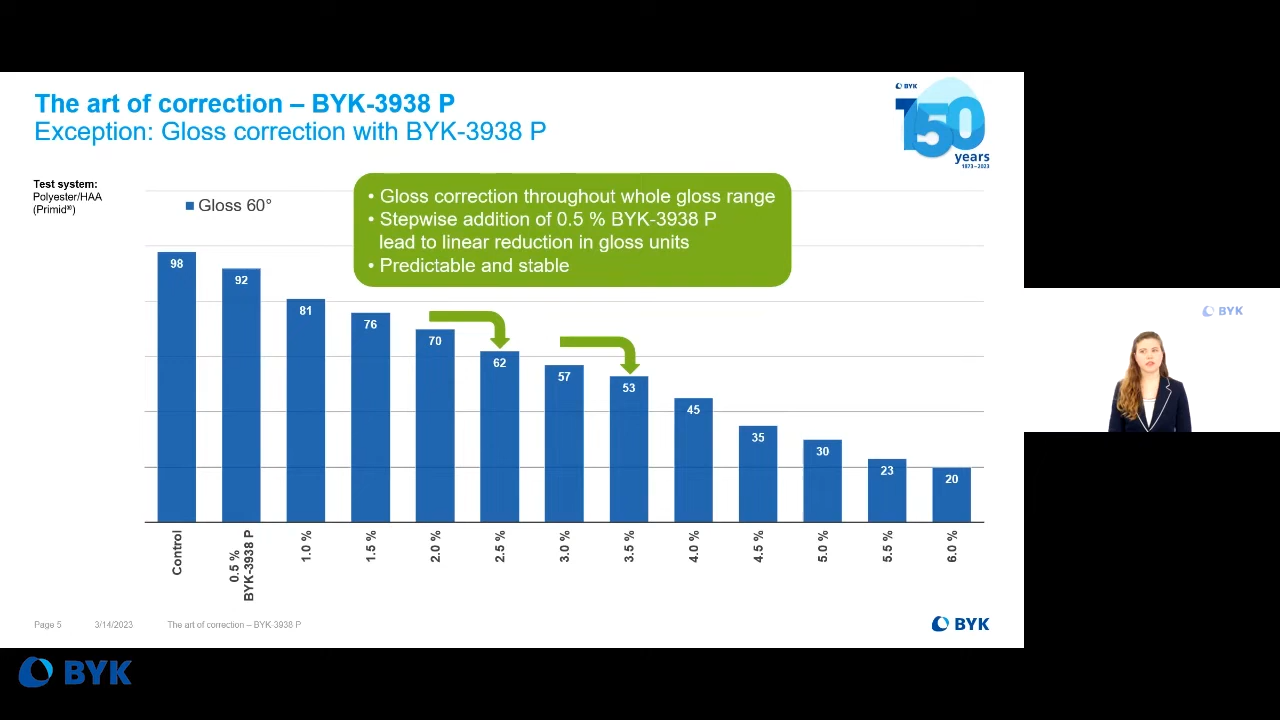 The art of correction – BYK-3938 P
Exception: Gloss correction with BYK-3938 P
BYK
150
years
1873–2023
Test system:
Polyester/HAA
(Primid®)
Gloss 60°
• Gloss correction throughout whole gloss range
• Stepwise addition of 0.5 % BYK-3938 P
lead to linear reduction in gloss units
• Predictable and stable
98
92
81
76
70
62
57
53
45
35
30
23
20
Control
0.5 %
BYK-3938 P
1.0 %
1.5 %
2.0 %
2.5 %
3.0 %
3.5 %
4.0 %
4.5 %
5.0 %
5.5 %
6.0 %
Page 5
3/14/2023
The art of correction – BYK 3938 P
BYK
BYK
BYK